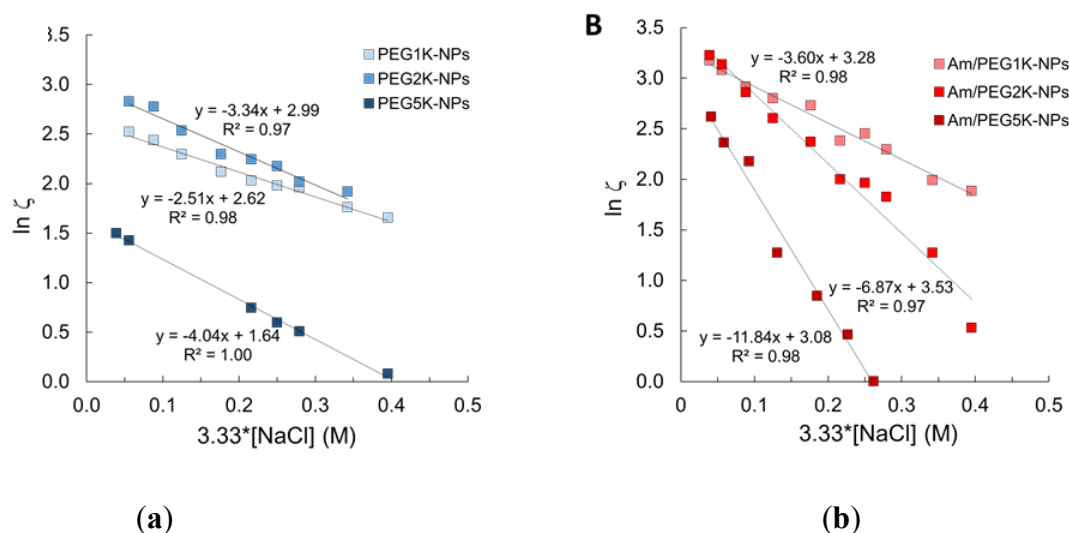 3.5
3.0
2.5
2.0
1.5
1.0
0.5
0.0
ln ζ
PEG1K-NPs
PEG2K-NPs
PEG5K-NPs
y = -3.34x + 2.99
R² = 0.97
y = -2.51x + 2.62
R² = 0.98
y = -4.04x + 1.64
R² = 1.00
0.0 0.1 0.2 0.3 0.4 0.5
3.33*[NaCl] (M)
(a)
B
3.5
3.0
2.5
2.0
1.5
1.0
0.5
0.0
ln ζ
y = -3.60x + 3.28
R² = 0.98
Am/PEG1K-NPs
Am/PEG2K-NPs
Am/PEG5K-NPs
y = -6.87x + 3.53
R² = 0.97
y = -11.84x + 3.08
R² = 0.98
0 0.1 0.2 0.3 0.4 0.5
3.33*[NaCl] (M)
(b)